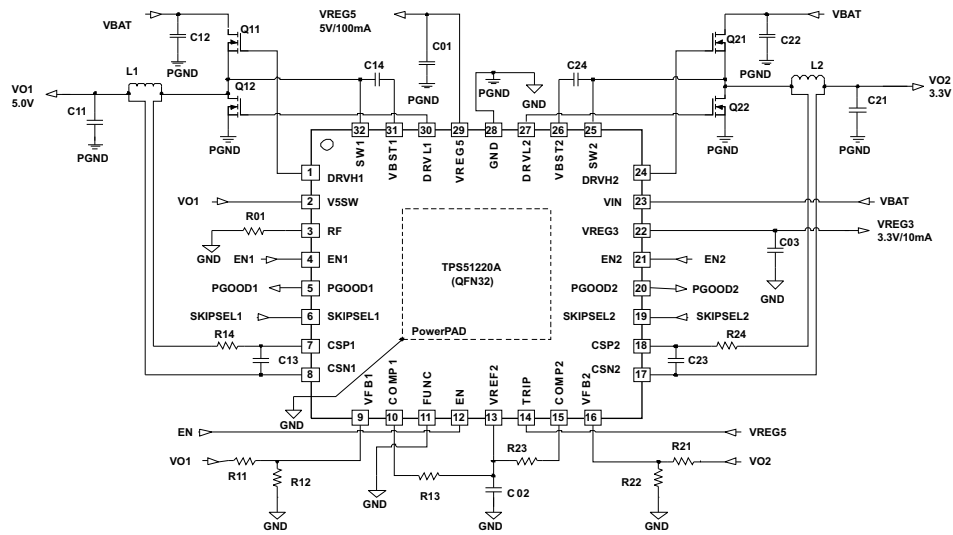 VBAT
C12
PGND
Q11
VREG5
5V/100mA
C01
PGND
PGND
GND
Q21
C22
PGND
VBAT
L1
VO1
5.0V
C11
PGND
Q12
PGND
C14
C24
Q22
PGND
L2
VO2
3.3V
C21
PGND
32
31
30
29
28
27
26
25
SW1
VBST1
DRVL1
VREG5
GND
DRVL2
VBST2
SW2
1
DRVH1
DRVH2
24
VO1
2
V5SW
VIN
23
VBAT
R01
GND
3
RF
VREG3
22
VREG3
3.3V/10mA
C03
GND
EN1
4
EN1
EN2
21
EN2
TPS51220A
(QFN32)
PGOOD1
5
PGOOD1
PGOOD2
20
PGOOD2
SKIPSEL1
6
SKIPSEL1
SKIPSEL2
19
SKIPSEL2
PowerPAD
R14
7
CSP1
CSP2
18
R24
C13
8
CSN1
CSN2
17
C23
GND
VFB1
COMP1
FUNC
EN
VREF2
TRIP
COMP2
VFB2
9
10
11
12
13
14
15
16
EN
VREG5
VO1
R11
R12
GND
GND
R13
R23
C02
GND
R21
R22
VO2
GND